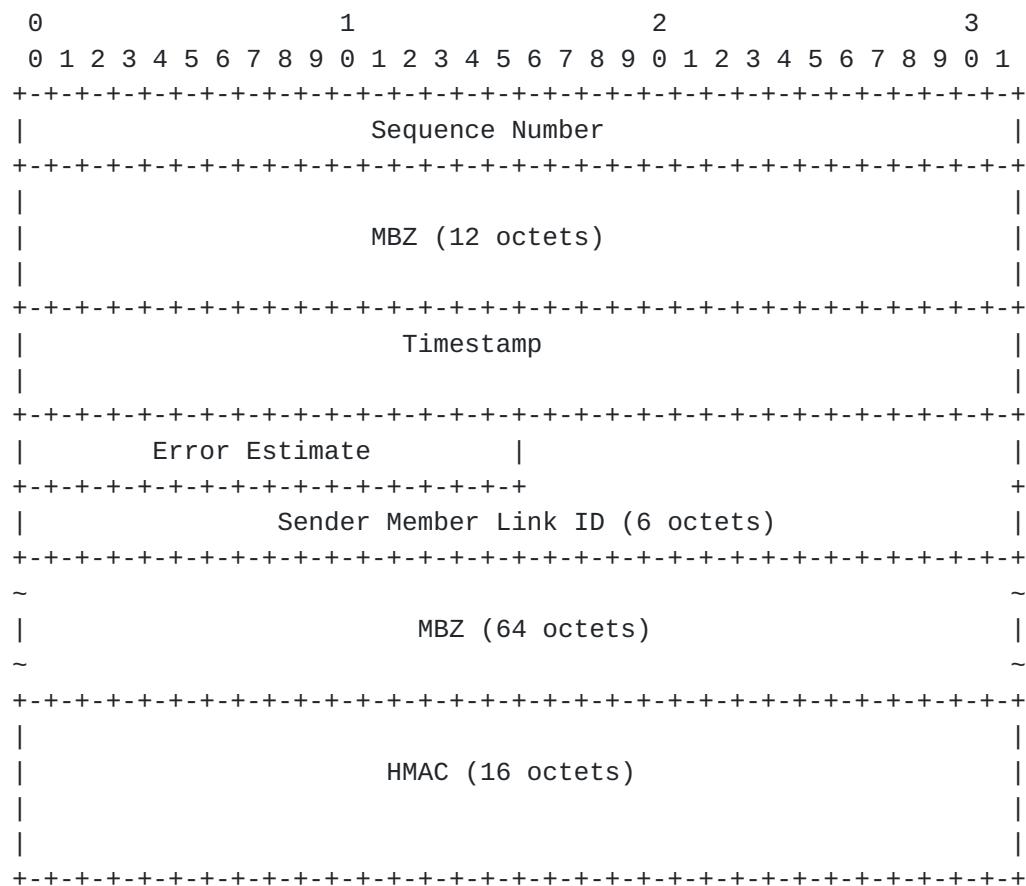 0                   1                   2                   3
 0 1 2 3 4 5 6 7 8 9 0 1 2 3 4 5 6 7 8 9 0 1 2 3 4 5 6 7 8 9 0 1
+-+-+-+-+-+-+-+-+-+-+-+-+-+-+-+-+-+-+-+-+-+-+-+-+-+-+-+-+-+-+-+-+
|                      Sequence Number                          |
+-+-+-+-+-+-+-+-+-+-+-+-+-+-+-+-+-+-+-+-+-+-+-+-+-+-+-+-+-+-+-+-+
|                                                               |
|                      MBZ (12 octets)                          |
|                                                               |
+-+-+-+-+-+-+-+-+-+-+-+-+-+-+-+-+-+-+-+-+-+-+-+-+-+-+-+-+-+-+-+-+
|                        Timestamp                              |
|                                                               |
+-+-+-+-+-+-+-+-+-+-+-+-+-+-+-+-+-+-+-+-+-+-+-+-+-+-+-+-+-+-+-+-+
|        Error Estimate         |                               |
+-+-+-+-+-+-+-+-+-+-+-+-+-+-+-+-+                               +
|                Sender Member Link ID (6 octets)               |
+-+-+-+-+-+-+-+-+-+-+-+-+-+-+-+-+-+-+-+-+-+-+-+-+-+-+-+-+-+-+-+-+
~                                                               ~
|                         MBZ (64 octets)                       |
~                                                               ~
+-+-+-+-+-+-+-+-+-+-+-+-+-+-+-+-+-+-+-+-+-+-+-+-+-+-+-+-+-+-+-+-+
|                                                               |
|                       HMAC (16 octets)                        |
|                                                               |
|                                                               |
+-+-+-+-+-+-+-+-+-+-+-+-+-+-+-+-+-+-+-+-+-+-+-+-+-+-+-+-+-+-+-+-+